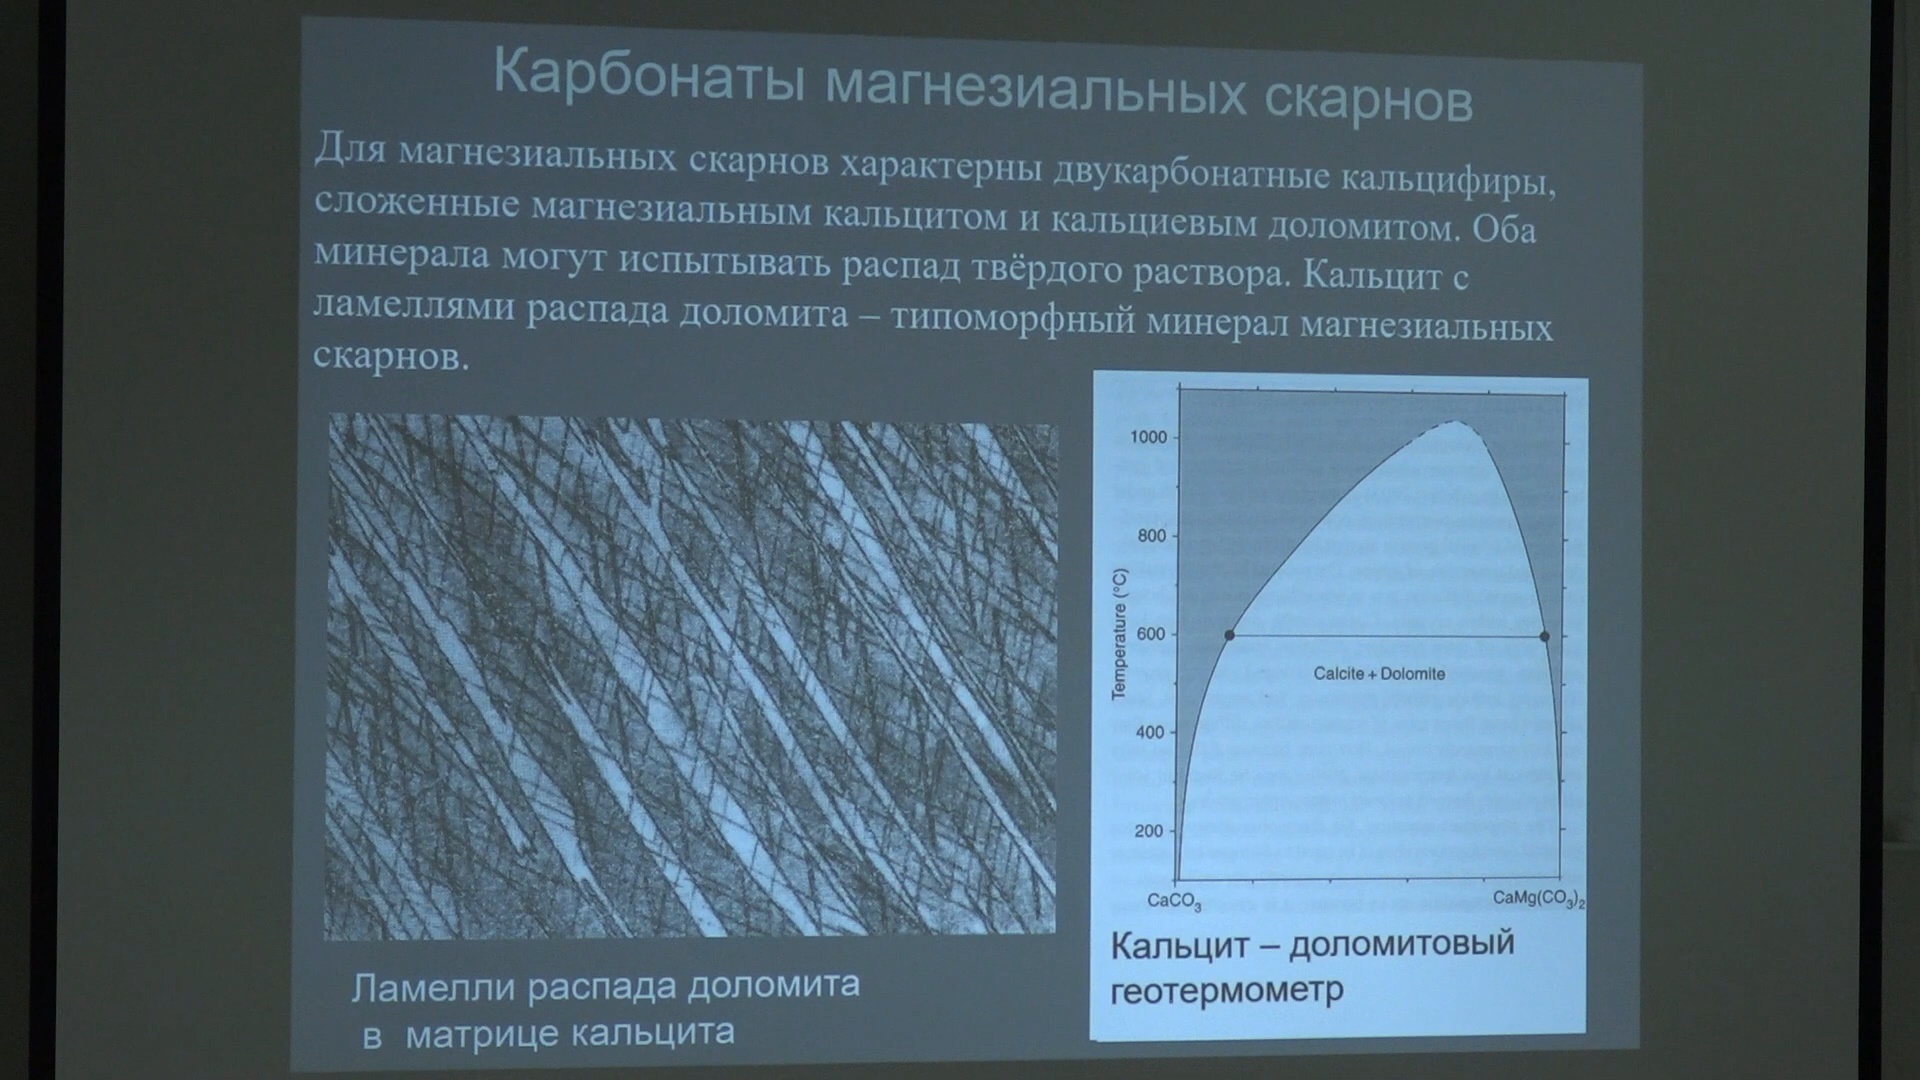 Карбонаты магнезиальных скарнов
Для магнезиальных скарнов характерны двукарбонатные кальцифиры,
сложенные магнезиальным кальцитом и кальциевым доломитом. Оба
минерала могут испытывать распад твёрдого раствора. Кальцит с
ламеллями распада доломита – типоморфный минерал магнезиальных
скарнов.
Ламелли распада доломита
в матрице кальцита
1000
800
600
400
200
Temperature (°C)
Calcite + Dolomite
CaCO3
CaMg(CO3)2
Кальцит – доломитовый
геотермометр